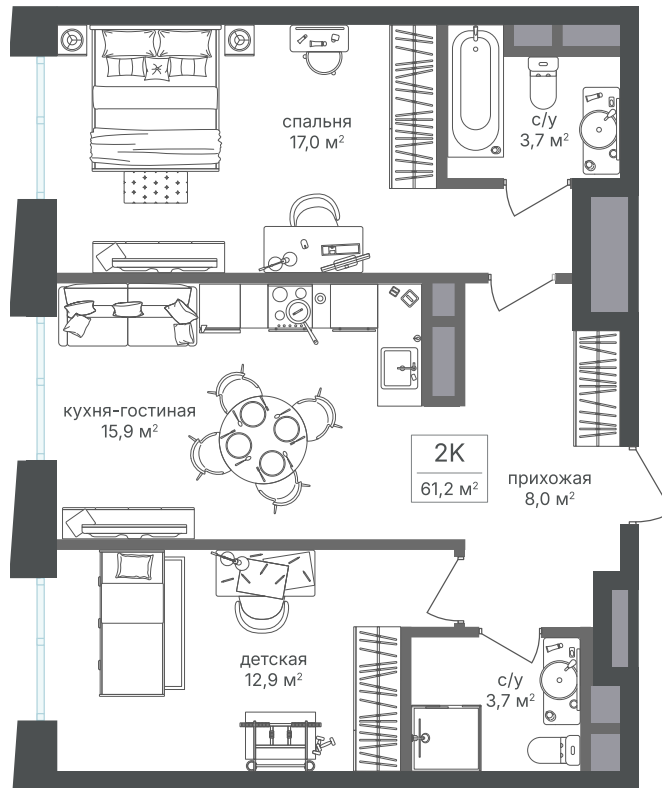 спальня
17,0 м²
с/у
3,7 м²
кухня-гостиная
15,9 м²
2К
61,2 м²
прихожая
8,0 м²
детская
12,9 м²
с/у
3,7 м²